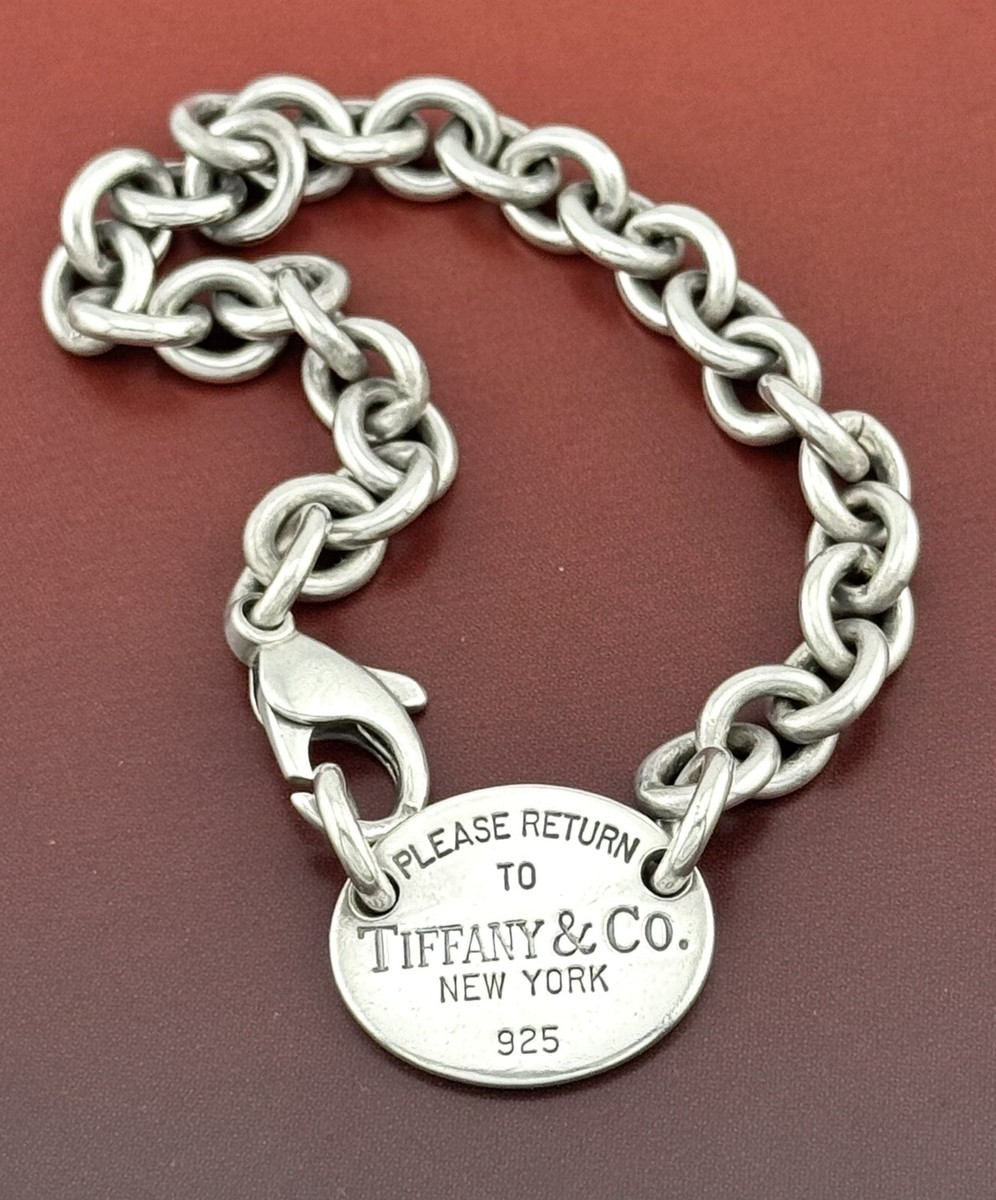 PLEASE RETURN
TO
TIFFANY & CO.
NEW YORK
925